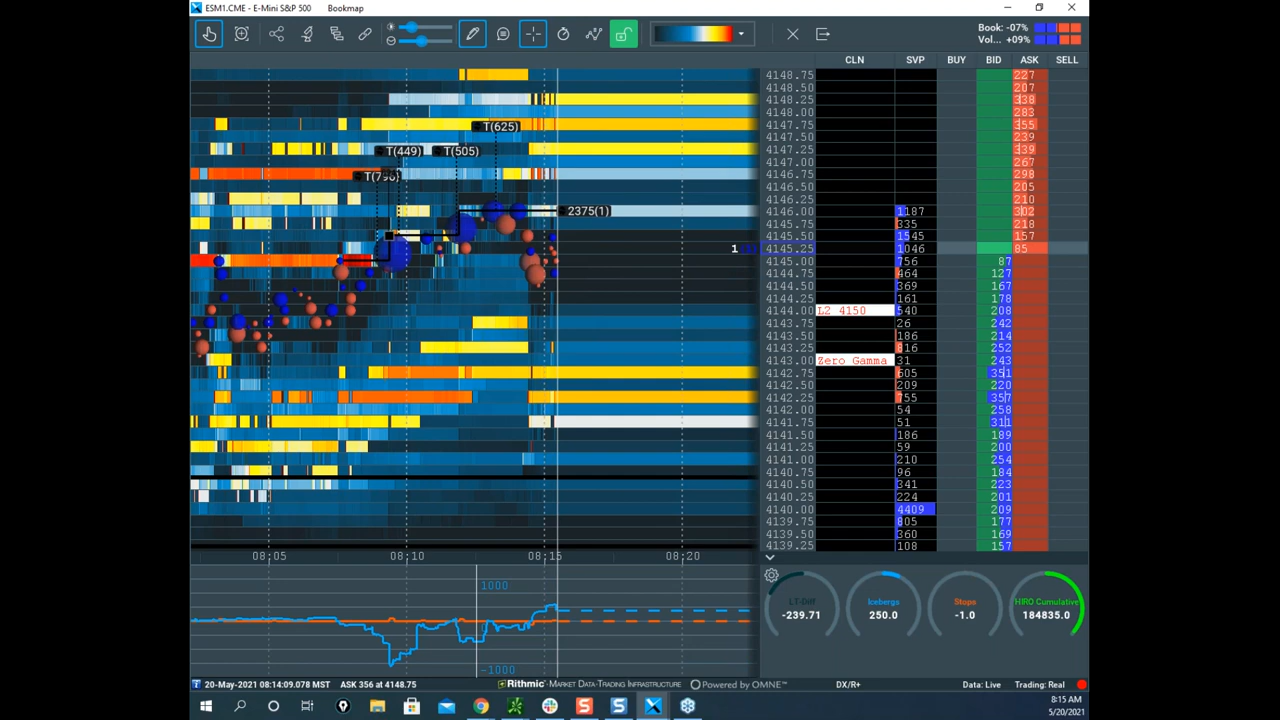 ESM1.CME - E-Mini S&P 500 Bookmap
Book: -07%
Vol... +09%
CLN SVP BUY BID ASK SELL
4148.75 227
4148.50 207
4148.25 338
4148.00 283
4147.75 355
4147.50 239
4147.25 339
4147.00 267
4146.75 298
4146.50 205
4146.25 210
4146.00 1187 302
4145.75 335 218
4145.50 1545 157
1 4145.25 1046 85
4145.00 756 87
4144.75 464 127
4144.50 369 167
4144.25 161 178
4144.00 L2 4150 540 208
4143.75 26 242
4143.50 186 214
4143.25 816 252
4143.00 Zero Gamma 31 243
4142.75 605 351
4142.50 209 220
4142.25 755 357
4142.00 54 258
4141.75 51 311
4141.50 186 189
4141.25 59 200
4141.00 210 254
4140.75 96 184
4140.50 341 223
4140.25 224 201
4140.00 4409 209
4139.75 805 177
4139.50 360 169
4139.25 108 157
T(625)
T(449) T(505)
T(796)
2375(1)
08:05 08:10 08:15 08:20
1000
0
-1000
LT-Diff
-239.71
Icebergs
250.0
Stops
-1.0
HIRO Cumulative
184835.0
20-May-2021 08:14:09.078 MST ASK 356 at 4148.75 Rithmic - MARKET DATA-TRADING INFRASTRUCTURE Powered by OMNE™ DX/R+ Data: Live Trading: Real
8:15 AM
5/20/2021